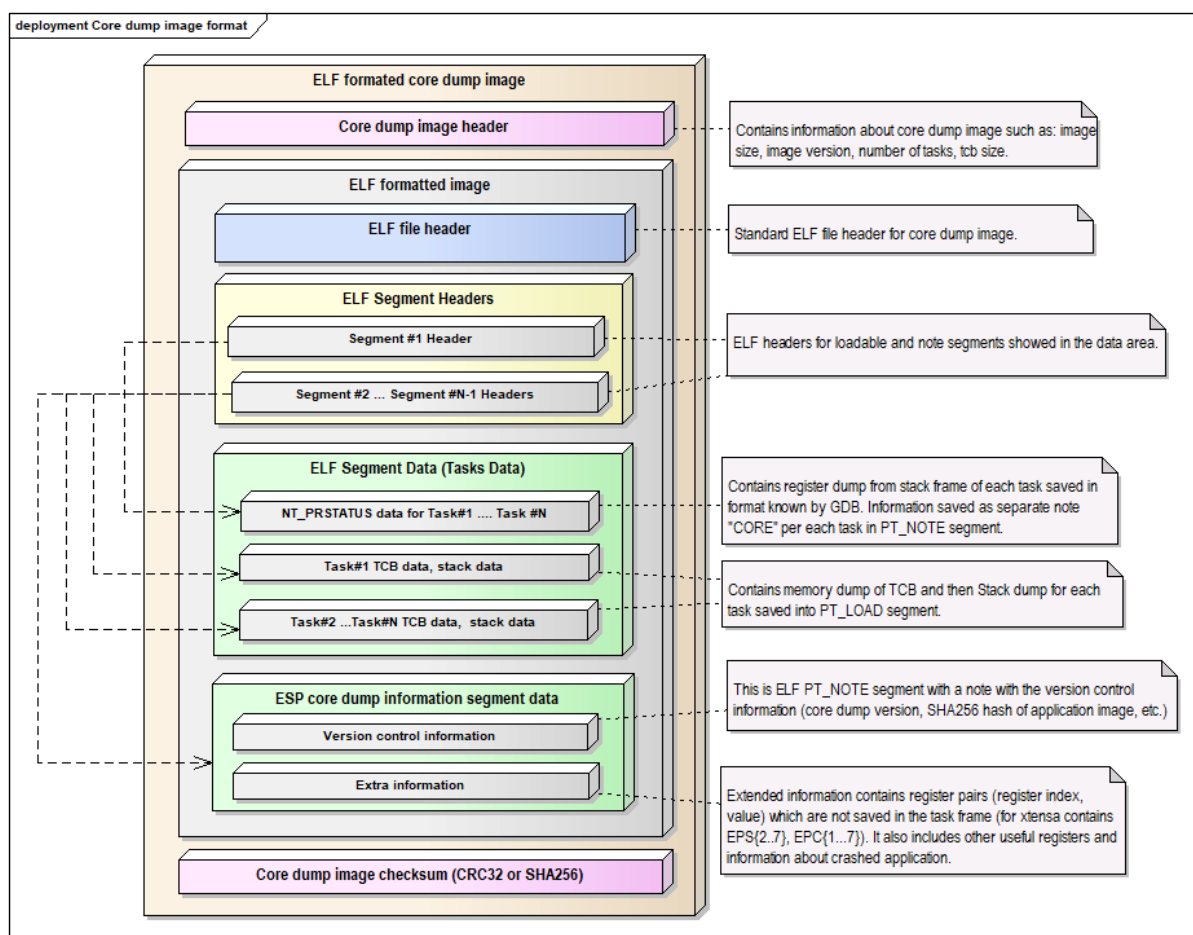 deployment Core dump image format
ELF formated core dump image
Core dump image header
Contains information about core dump image such as: image
size, image version, number of tasks, tcb size.
ELF formatted image
ELF file header
Standard ELF file header for core dump image.
ELF Segment Headers
Segment #1 Header
ELF headers for loadable and note segments showed in the data area.
Segment #2 ... Segment #N-1 Headers
ELF Segment Data (Tasks Data)
NT_PRSTATUS data for Task#1 .... Task #N
Contains register dump from stack frame of each task saved in
format known by GDB. Information saved as separate note
"CORE" per each task in PT_NOTE segment.
Task#1 TCB data, stack data
Contains memory dump of TCB and then Stack dump for each
task saved into PT_LOAD segment.
Task#2 ...Task#N TCB data, stack data
ESP core dump information segment data
This is ELF PT_NOTE segment with a note with the version control
information (core dump version, SHA256 hash of application image, etc.)
Version control information
Extra information
Extended information contains register pairs (register index,
value) which are not saved in the task frame (for xtensa contains
EPS{2..7}, EPC{1...7}). It also includes other useful registers and
information about crashed application.
Core dump image checksum (CRC32 or SHA256)